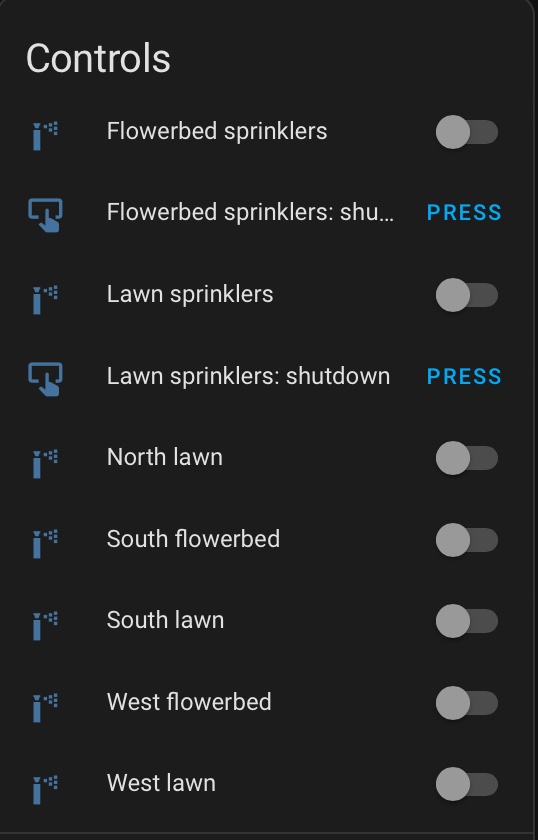 Controls
Flowerbed sprinklers
Flowerbed sprinklers: shu… PRESS
Lawn sprinklers
Lawn sprinklers: shutdown PRESS
North lawn
South flowerbed
South lawn
West flowerbed
West lawn